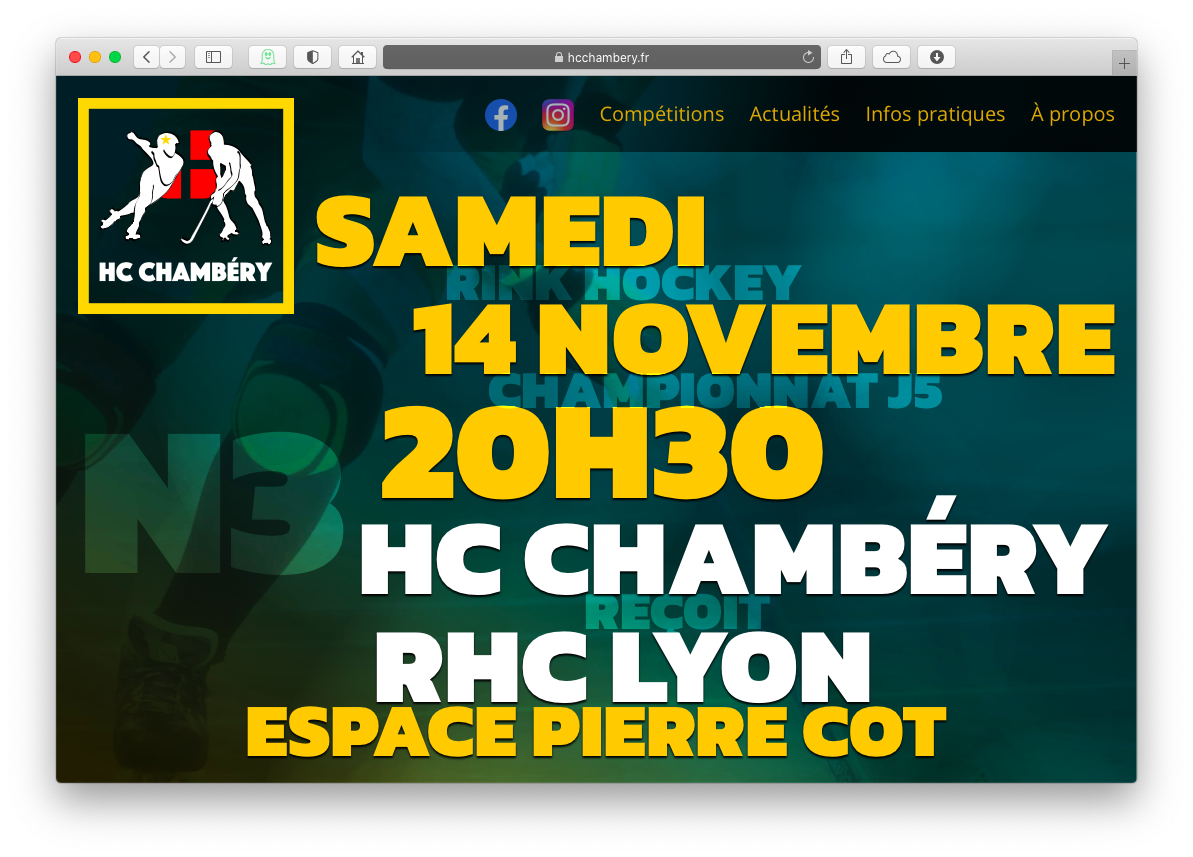 hcchambery.fr
Compétitions Actualités Infos pratiques À propos
HC CHAMBÉRY
SAMEDI
RINK HOCKEY
14 NOVEMBRE
CHAMPIONNAT J5
20H30
N3
HC CHAMBÉRY
REÇOIT
RHC LYON
ESPACE PIERRE COT